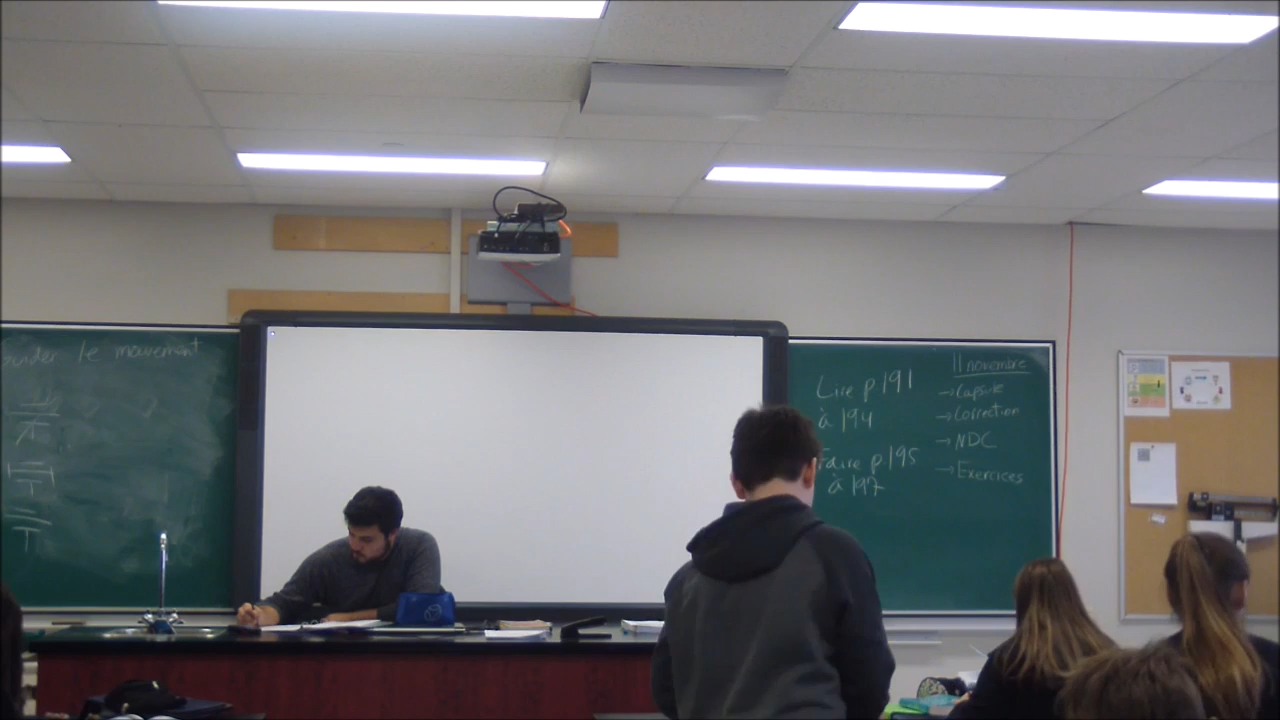 le mouvement
Lire p 191
à 194
Faire p 195
à 197
11 novembre
→ Capsule
→ Correction
→ NDC
→ Exercices